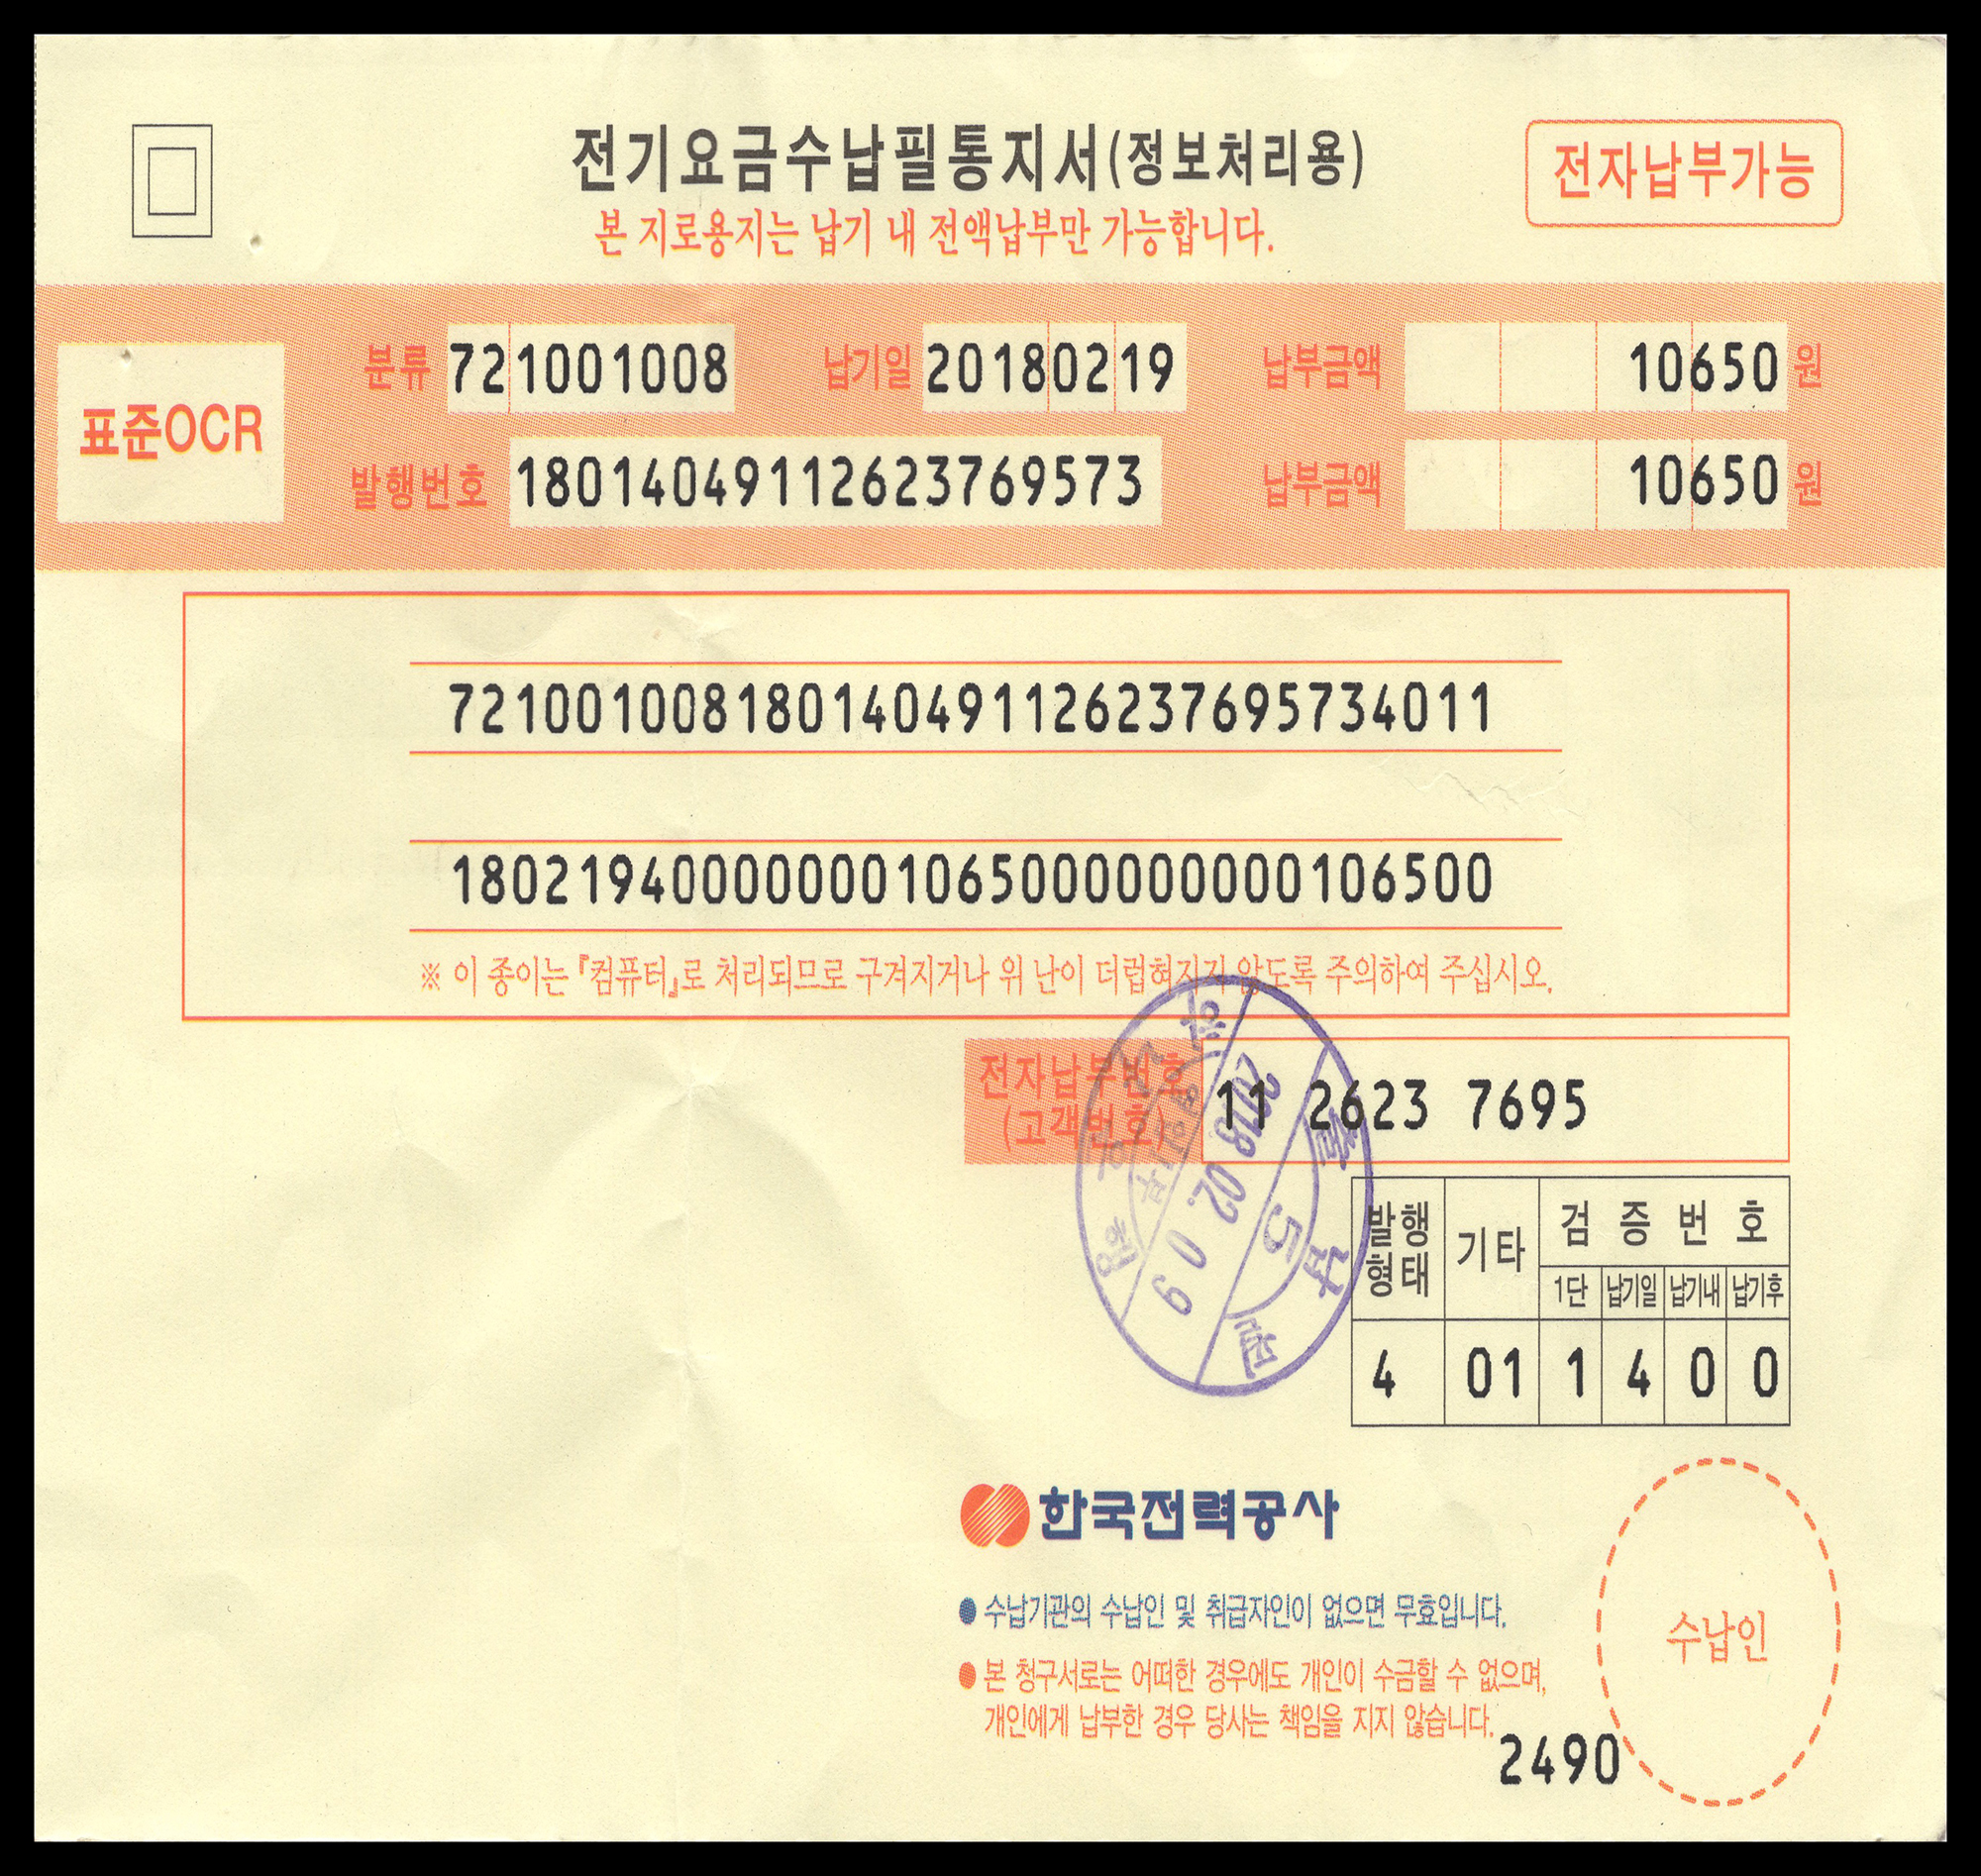 전기요금수납필통지서(정보처리용)
전자납부가능
본 지로용지는 납기 내 전액납부만 가능합니다.
표준OCR
분류 721001008 납기일 20180219 납부금액 10650 원
발행번호 18014049112623769573 납부금액 10650 원
721001008180140491126237695734011
180219400000001065000000000106500
※ 이 종이는 『컴퓨터』로 처리되므로 구겨지거나 위 난이 더럽혀지지 않도록 주의하여 주십시오.
전자납부번호
(고객번호)
11 2623 7695
2018 02 09
5
발행형태 기타 검증번호
1단 납기일 납기내 납기후
4 01 1 4 0 0
한국전력공사
● 수납기관의 수납인 및 취급자인이 없으면 무효입니다.
● 본 청구서로는 어떠한 경우에도 개인이 수금할 수 없으며,
개인에게 납부한 경우 당사는 책임을 지지 않습니다.
수납인
2490